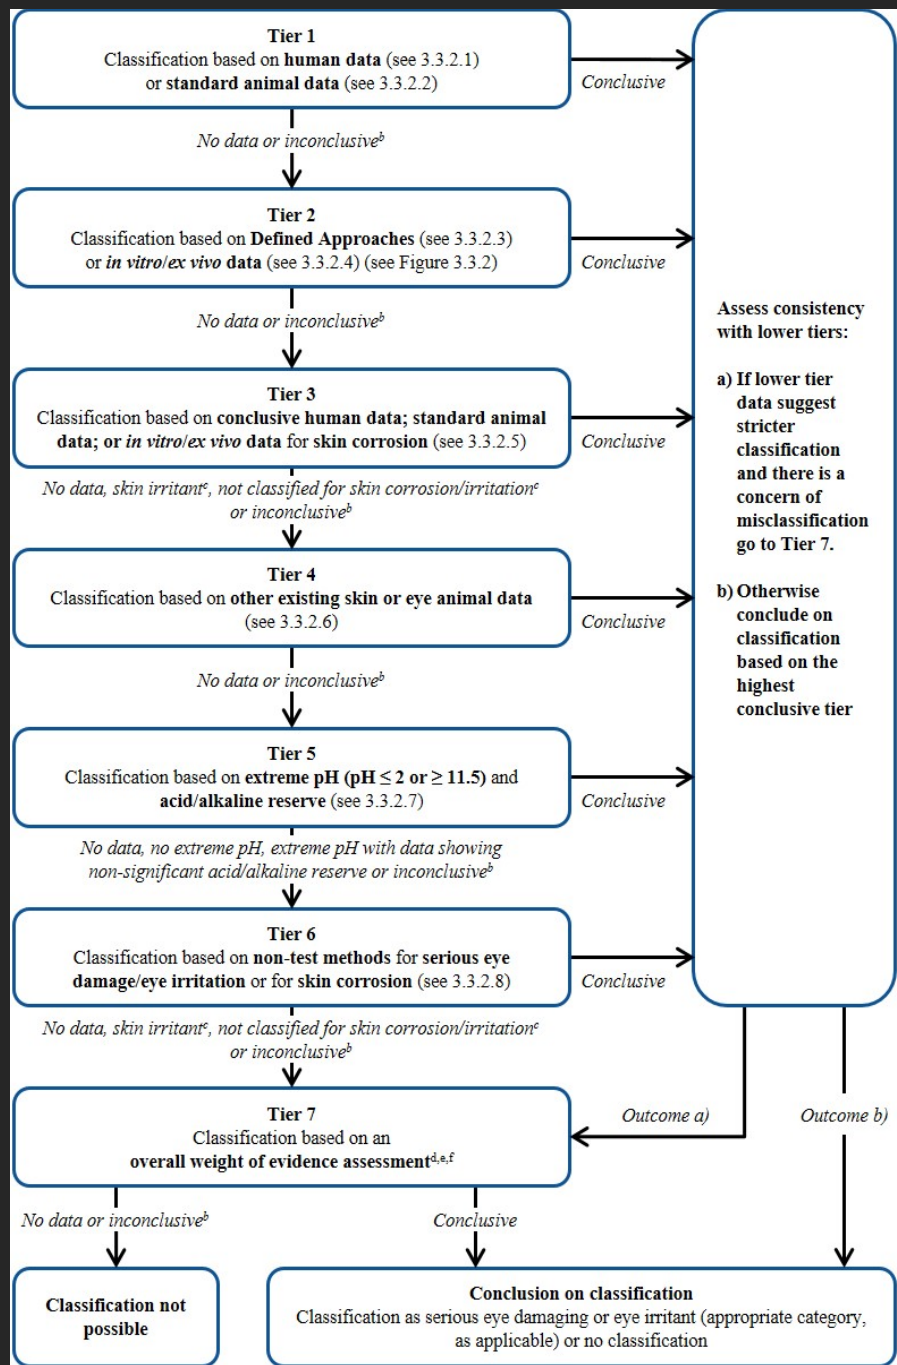 Tier 1
Classification based on human data (see 3.3.2.1)
or standard animal data (see 3.3.2.2)
Conclusive
No data or inconclusiveᵇ
Tier 2
Classification based on Defined Approaches (see 3.3.2.3)
or in vitro/ex vivo data (see 3.3.2.4) (see Figure 3.3.2)
Conclusive
No data or inconclusiveᵇ
Tier 3
Classification based on conclusive human data; standard animal
data; or in vitro/ex vivo data for skin corrosion (see 3.3.2.5)
Conclusive
No data, skin irritantᶜ, not classified for skin corrosion/irritationᶜ
or inconclusiveᵇ
Tier 4
Classification based on other existing skin or eye animal data
(see 3.3.2.6)
Conclusive
No data or inconclusiveᵇ
Tier 5
Classification based on extreme pH (pH ≤ 2 or ≥ 11.5) and
acid/alkaline reserve (see 3.3.2.7)
Conclusive
No data, no extreme pH, extreme pH with data showing
non-significant acid/alkaline reserve or inconclusiveᵇ
Tier 6
Classification based on non-test methods for serious eye
damage/eye irritation or for skin corrosion (see 3.3.2.8)
Conclusive
No data, skin irritantᶜ, not classified for skin corrosion/irritationᶜ
or inconclusiveᵇ
Assess consistency
with lower tiers:
a) If lower tier
data suggest
stricter
classification
and there is a
concern of
misclassification
go to Tier 7.
b) Otherwise
conclude on
classification
based on the
highest
conclusive tier
Tier 7
Classification based on an
overall weight of evidence assessmentᵈ,ᵉ,ᶠ
Outcome a)
Outcome b)
No data or inconclusiveᵇ
Conclusive
Classification not
possible
Conclusion on classification
Classification as serious eye damaging or eye irritant (appropriate category,
as applicable) or no classification